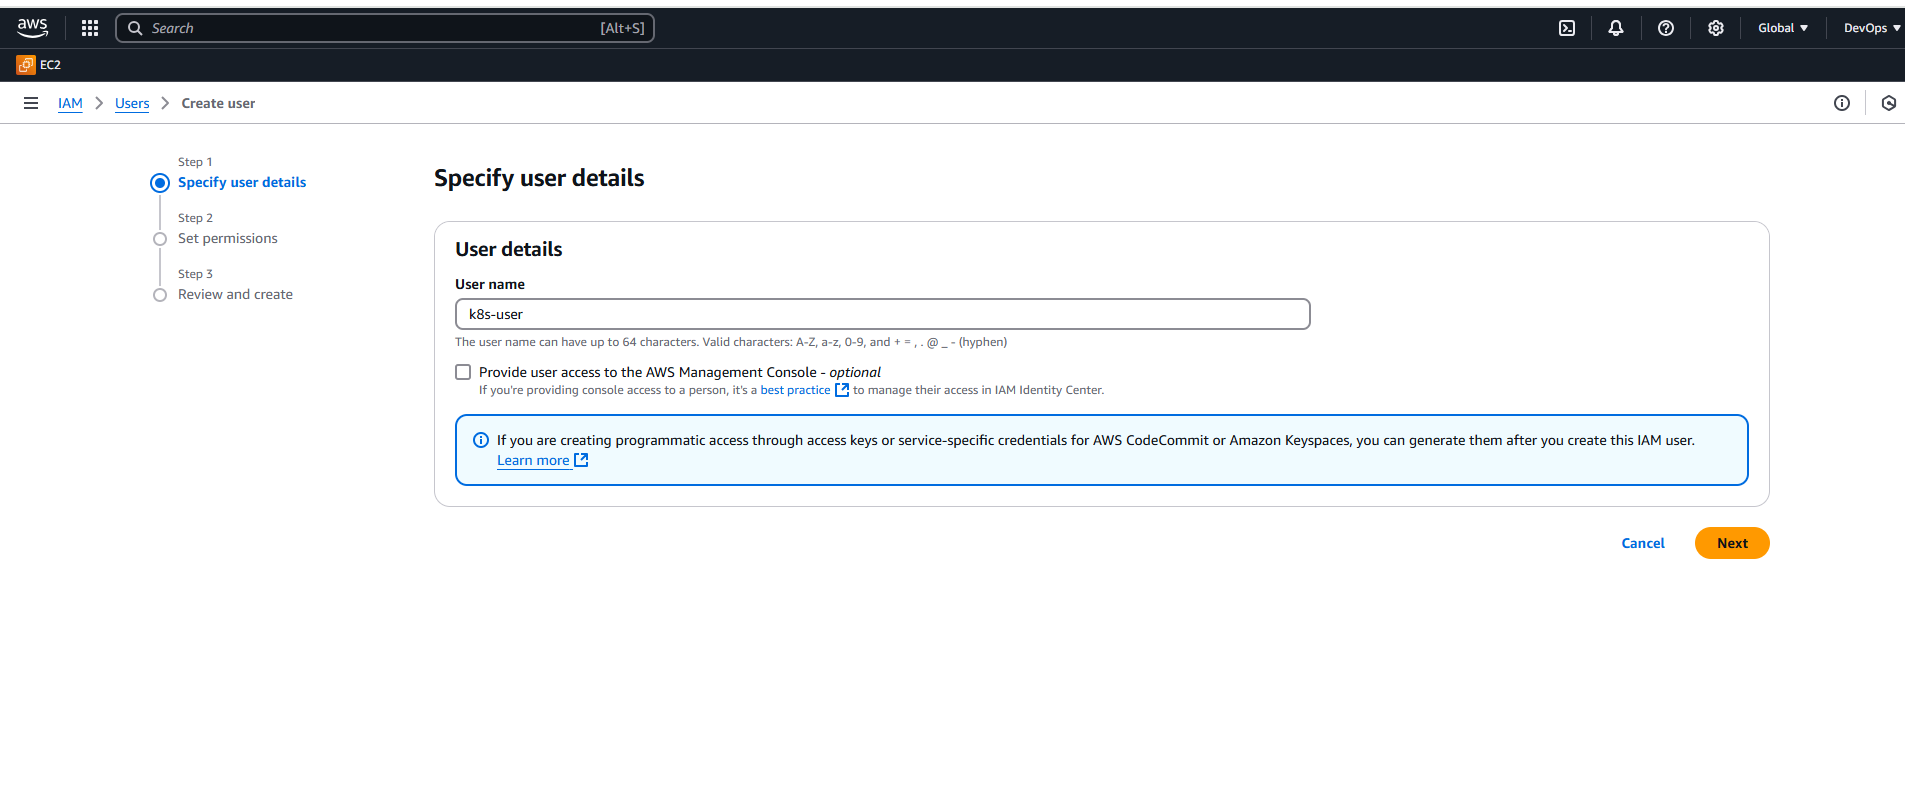 aws
Search [Alt+S]
Global
DevOps
EC2
IAM
Users
Create user
Step 1
Specify user details
Step 2
Set permissions
Step 3
Review and create
Specify user details
User details
User name
k8s-user
The user name can have up to 64 characters. Valid characters: A-Z, a-z, 0-9, and + = , . @ _ - (hyphen)
Provide user access to the AWS Management Console - optional
If you're providing console access to a person, it's a best practice to manage their access in IAM Identity Center.
If you are creating programmatic access through access keys or service-specific credentials for AWS CodeCommit or Amazon Keyspaces, you can generate them after you create this IAM user.
Learn more
Cancel
Next